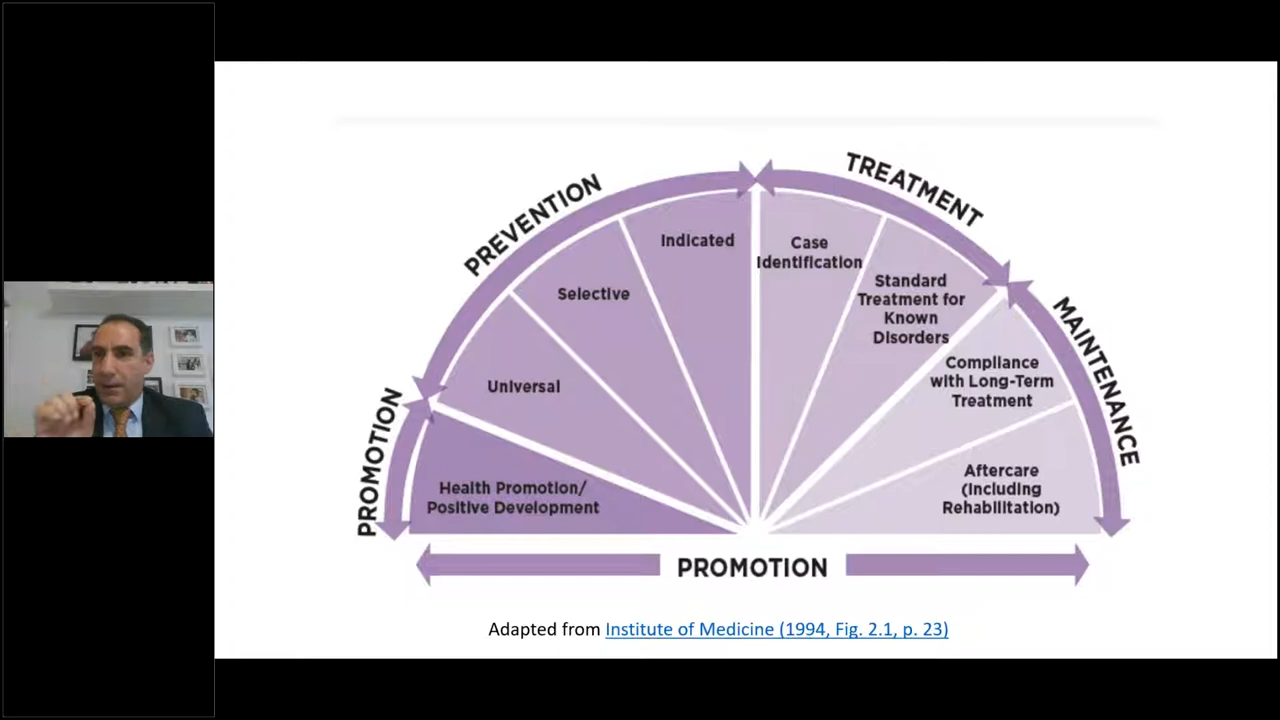 PROMOTION
PREVENTION
TREATMENT
MAINTENANCE
Health Promotion/
Positive Development
Universal
Selective
Indicated
Case
Identification
Standard
Treatment for
Known
Disorders
Compliance
with Long-Term
Treatment
Aftercare
(Including
Rehabilitation)
PROMOTION
Adapted from Institute of Medicine (1994, Fig. 2.1, p. 23)